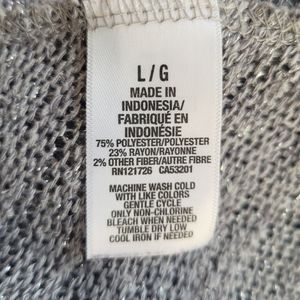 L / G
MADE IN
INDONESIA/
FABRIQUÉ EN
INDONÉSIE
75% POLYESTER/POLYESTER
23% RAYON/RAYONNE
2% OTHER FIBER/AUTRE FIBRE
RN121726 CA53201
MACHINE WASH COLD
WITH LIKE COLORS
GENTLE CYCLE
ONLY NON-CHLORINE
BLEACH WHEN NEEDED
TUMBLE DRY LOW
COOL IRON IF NEEDED